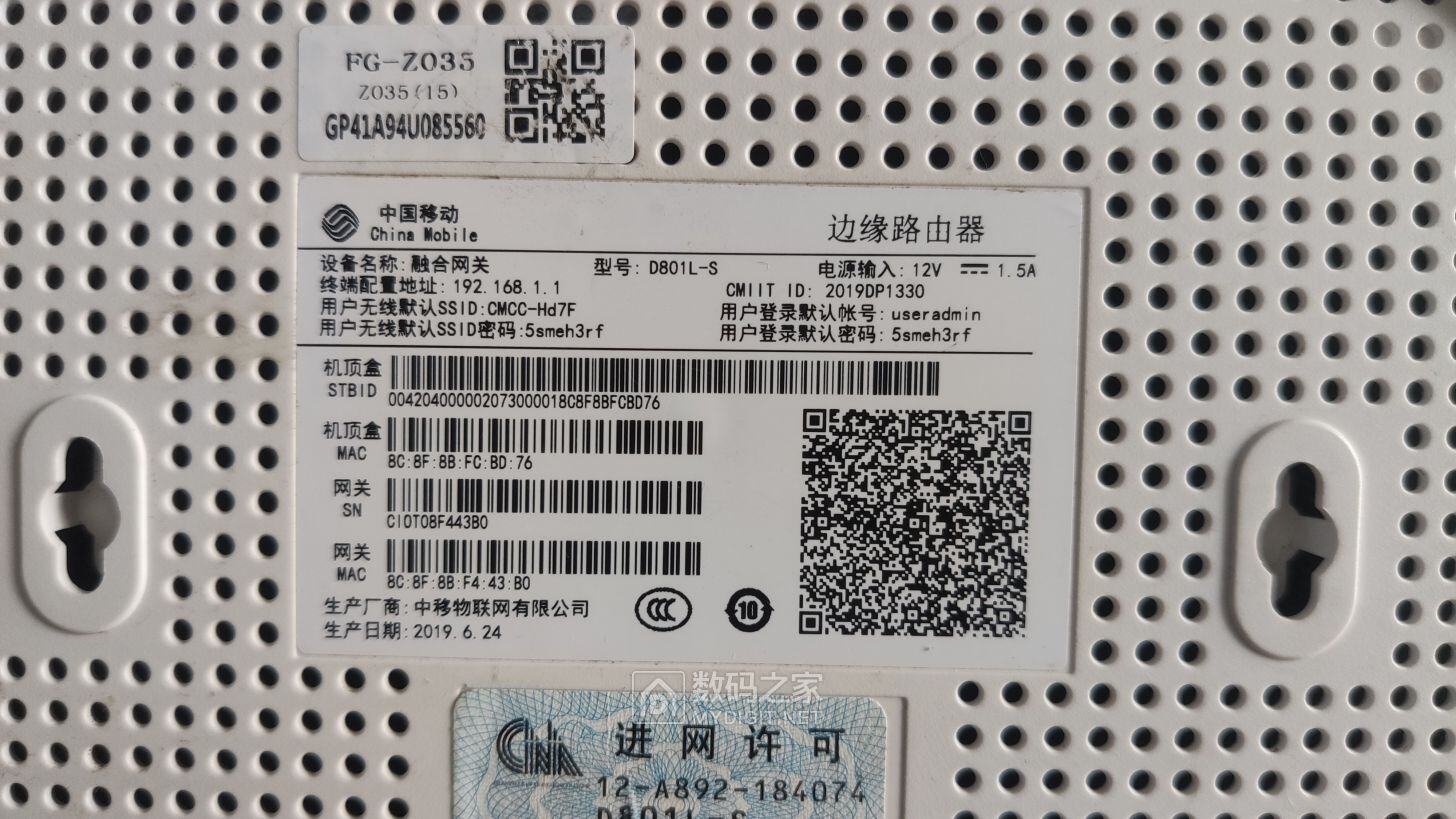 FG-Z035
Z035(15)
GP41A94U085560
中国移动
China Mobile
边缘路由器
设备名称:融合网关 型号: D801L-S 电源输入: 12V 1.5A
终端配置地址: 192.168.1.1 CMIIT ID: 2019DP1330
用户无线默认SSID:CMCC-Hd7F 用户登录默认帐号: useradmin
用户无线默认SSID密码:5smeh3rf 用户登录默认密码: 5smeh3rf
机顶盒
STBID
00420400000207300018C8F8BFCBD76
机顶盒
MAC
8C:8F:8B:FC:BD:76
网关
SN
CIOT08F443B0
网关
MAC
8C:8F:8B:F4:43:B0
生产厂商:中移物联网有限公司
生产日期:2019.6.24
CCC
10
数码之家
MYDIGIT.NET
进网许可
12-A892-184074
D801L-S